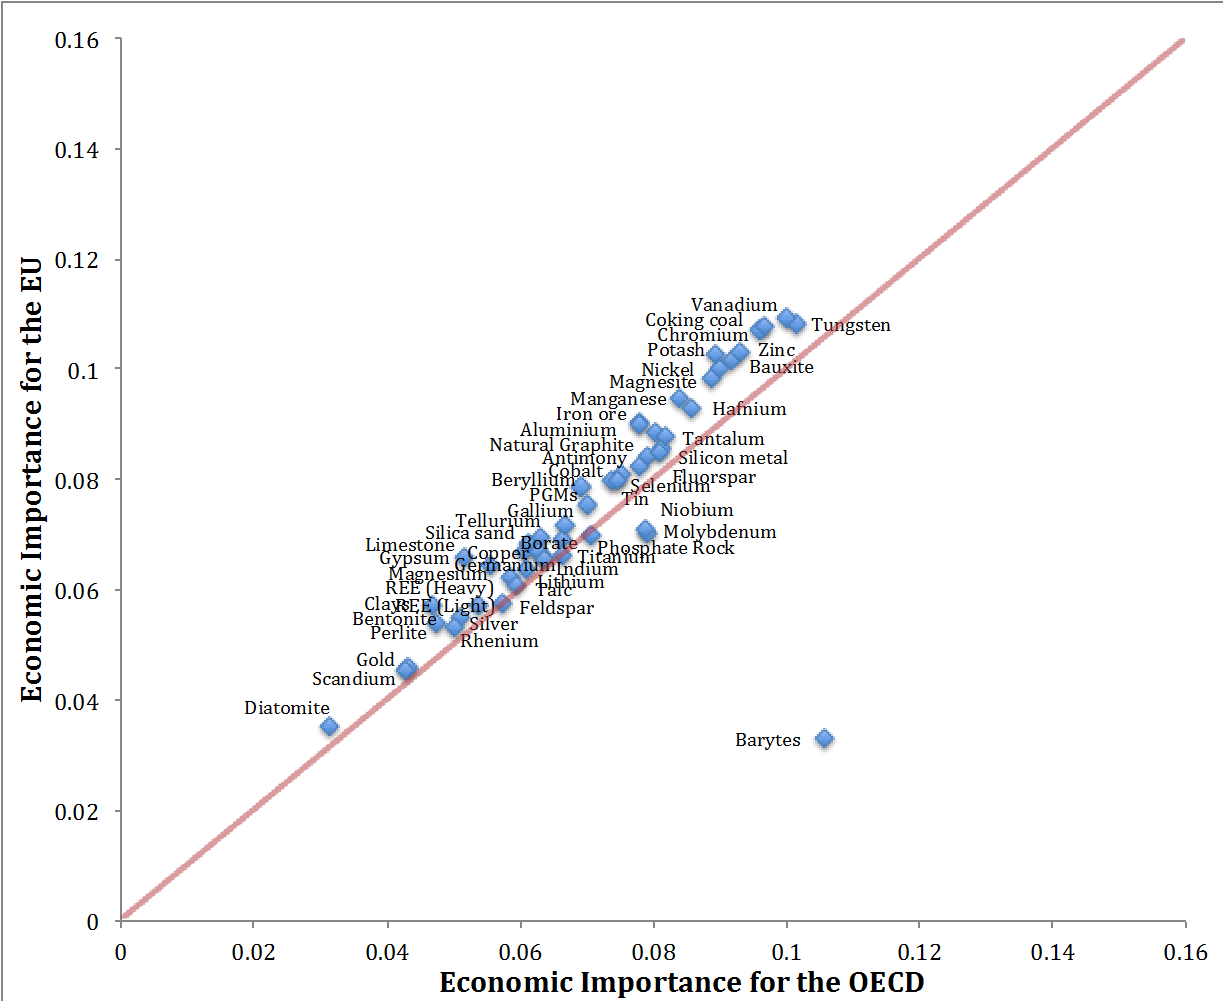 0.16
0.14
0.12
0.1
0.08
0.06
0.04
0.02
0
Economic Importance for the EU
Vanadium
Coking coal
Tungsten
Chromium
Potash
Zinc
Bauxite
Nickel
Magnesite
Manganese
Hafnium
Iron ore
Aluminium
Tantalum
Natural Graphite
Antimony
Silicon metal
Cobalt
Fluorspar
Beryllium
Selenium
PGMs
Tin
Gallium
Niobium
Tellurium
Silica sand
Molybdenum
Limestone
Borate
Phosphate Rock
Gypsum
Copper
Titanium
Germanium
Indium
Magnesium
Lithium
REE (Heavy)
Talc
Clays
REE (Light)
Feldspar
Bentonite
Silver
Perlite
Rhenium
Gold
Scandium
Diatomite
Barytes
0
0.02
0.04
0.06
0.08
0.1
0.12
0.14
0.16
Economic Importance for the OECD